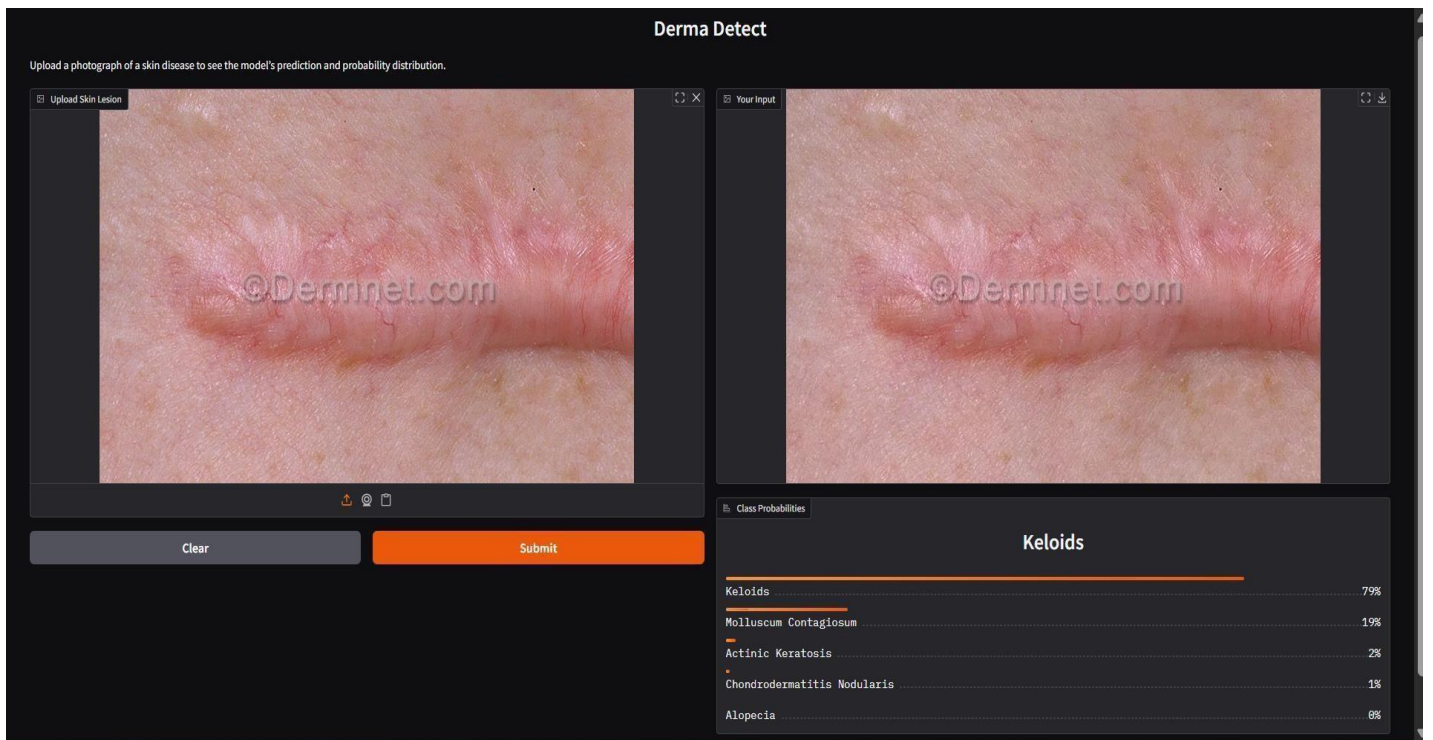 Derma Detect
Upload a photograph of a skin disease to see the model's prediction and probability distribution.
Upload Skin Lesion
©Dermnet.com
Clear
Submit
Your Input
©Dermnet.com
Class Probabilities
Keloids
Keloids 79%
Molluscum Contagiosum 19%
Actinic Keratosis 2%
Chondrodermatitis Nodularis 1%
Alopecia 0%